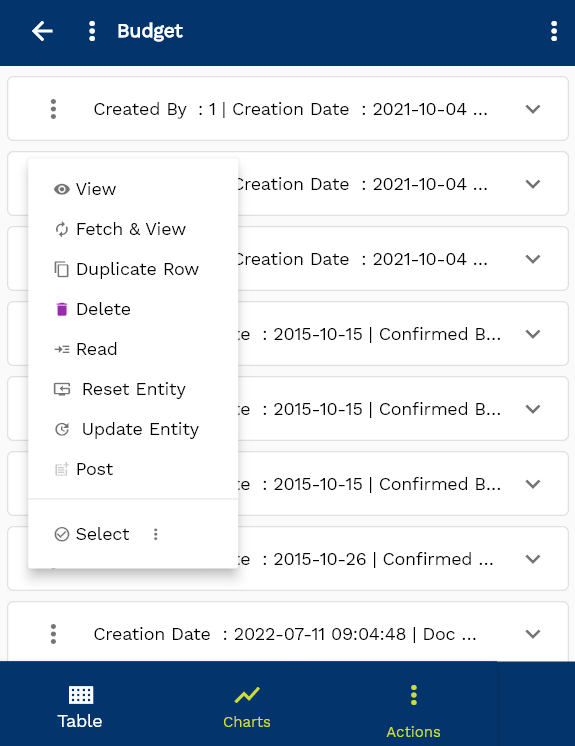 Budget
Created By : 1 | Creation Date : 2021-10-04 ...
Creation Date : 2021-10-04 ...
View
Fetch & View
Creation Date : 2021-10-04 ...
Duplicate Row
Delete
te : 2015-10-15 | Confirmed B...
Read
Reset Entity
te : 2015-10-15 | Confirmed B...
Update Entity
Post
te : 2015-10-15 | Confirmed B...
Select
te : 2015-10-26 | Confirmed ...
Creation Date : 2022-07-11 09:04:48 | Doc ...
Table
Charts
Actions